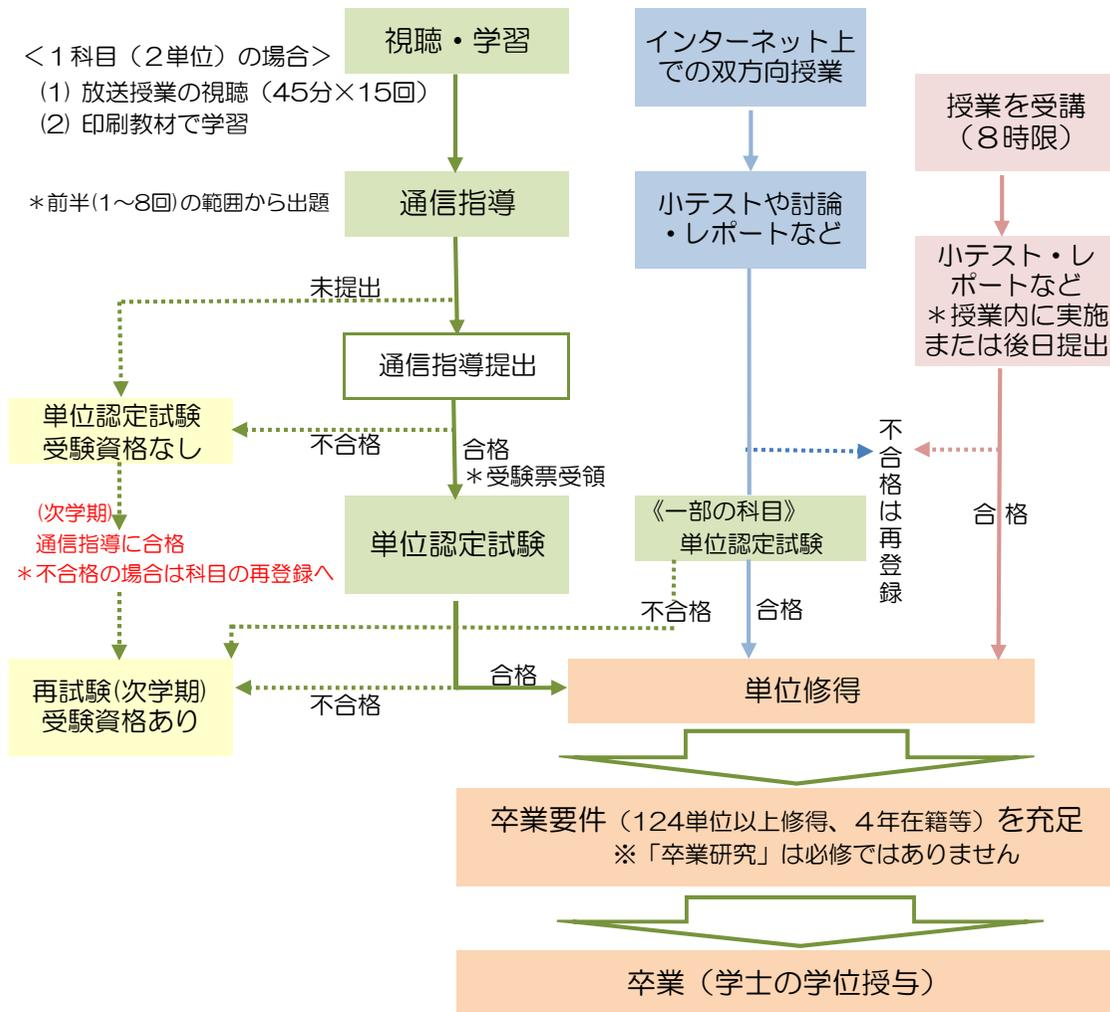 視聴・学習
＜１科目（２単位）の場合＞
(1) 放送授業の視聴（45分×15回）
(2) 印刷教材で学習
インターネット上
での双方向授業
授業を受講
（８時限）
＊前半(1～8回)の範囲から出題
通信指導
小テストや討論
・レポートなど
小テスト・レ
ポートなど
＊授業内に実施
または後日提出
未提出
通信指導提出
単位認定試験
受験資格なし
不合格
合格
＊受験票受領
不合格は再登録
合格
(次学期)
通信指導に合格
＊不合格の場合は科目の再登録へ
単位認定試験
《一部の科目》
単位認定試験
不合格
合格
再試験(次学期)
受験資格あり
不合格
合格
単位修得
卒業要件（124単位以上修得、４年在籍等）を充足
※「卒業研究」は必修ではありません
卒業（学士の学位授与）